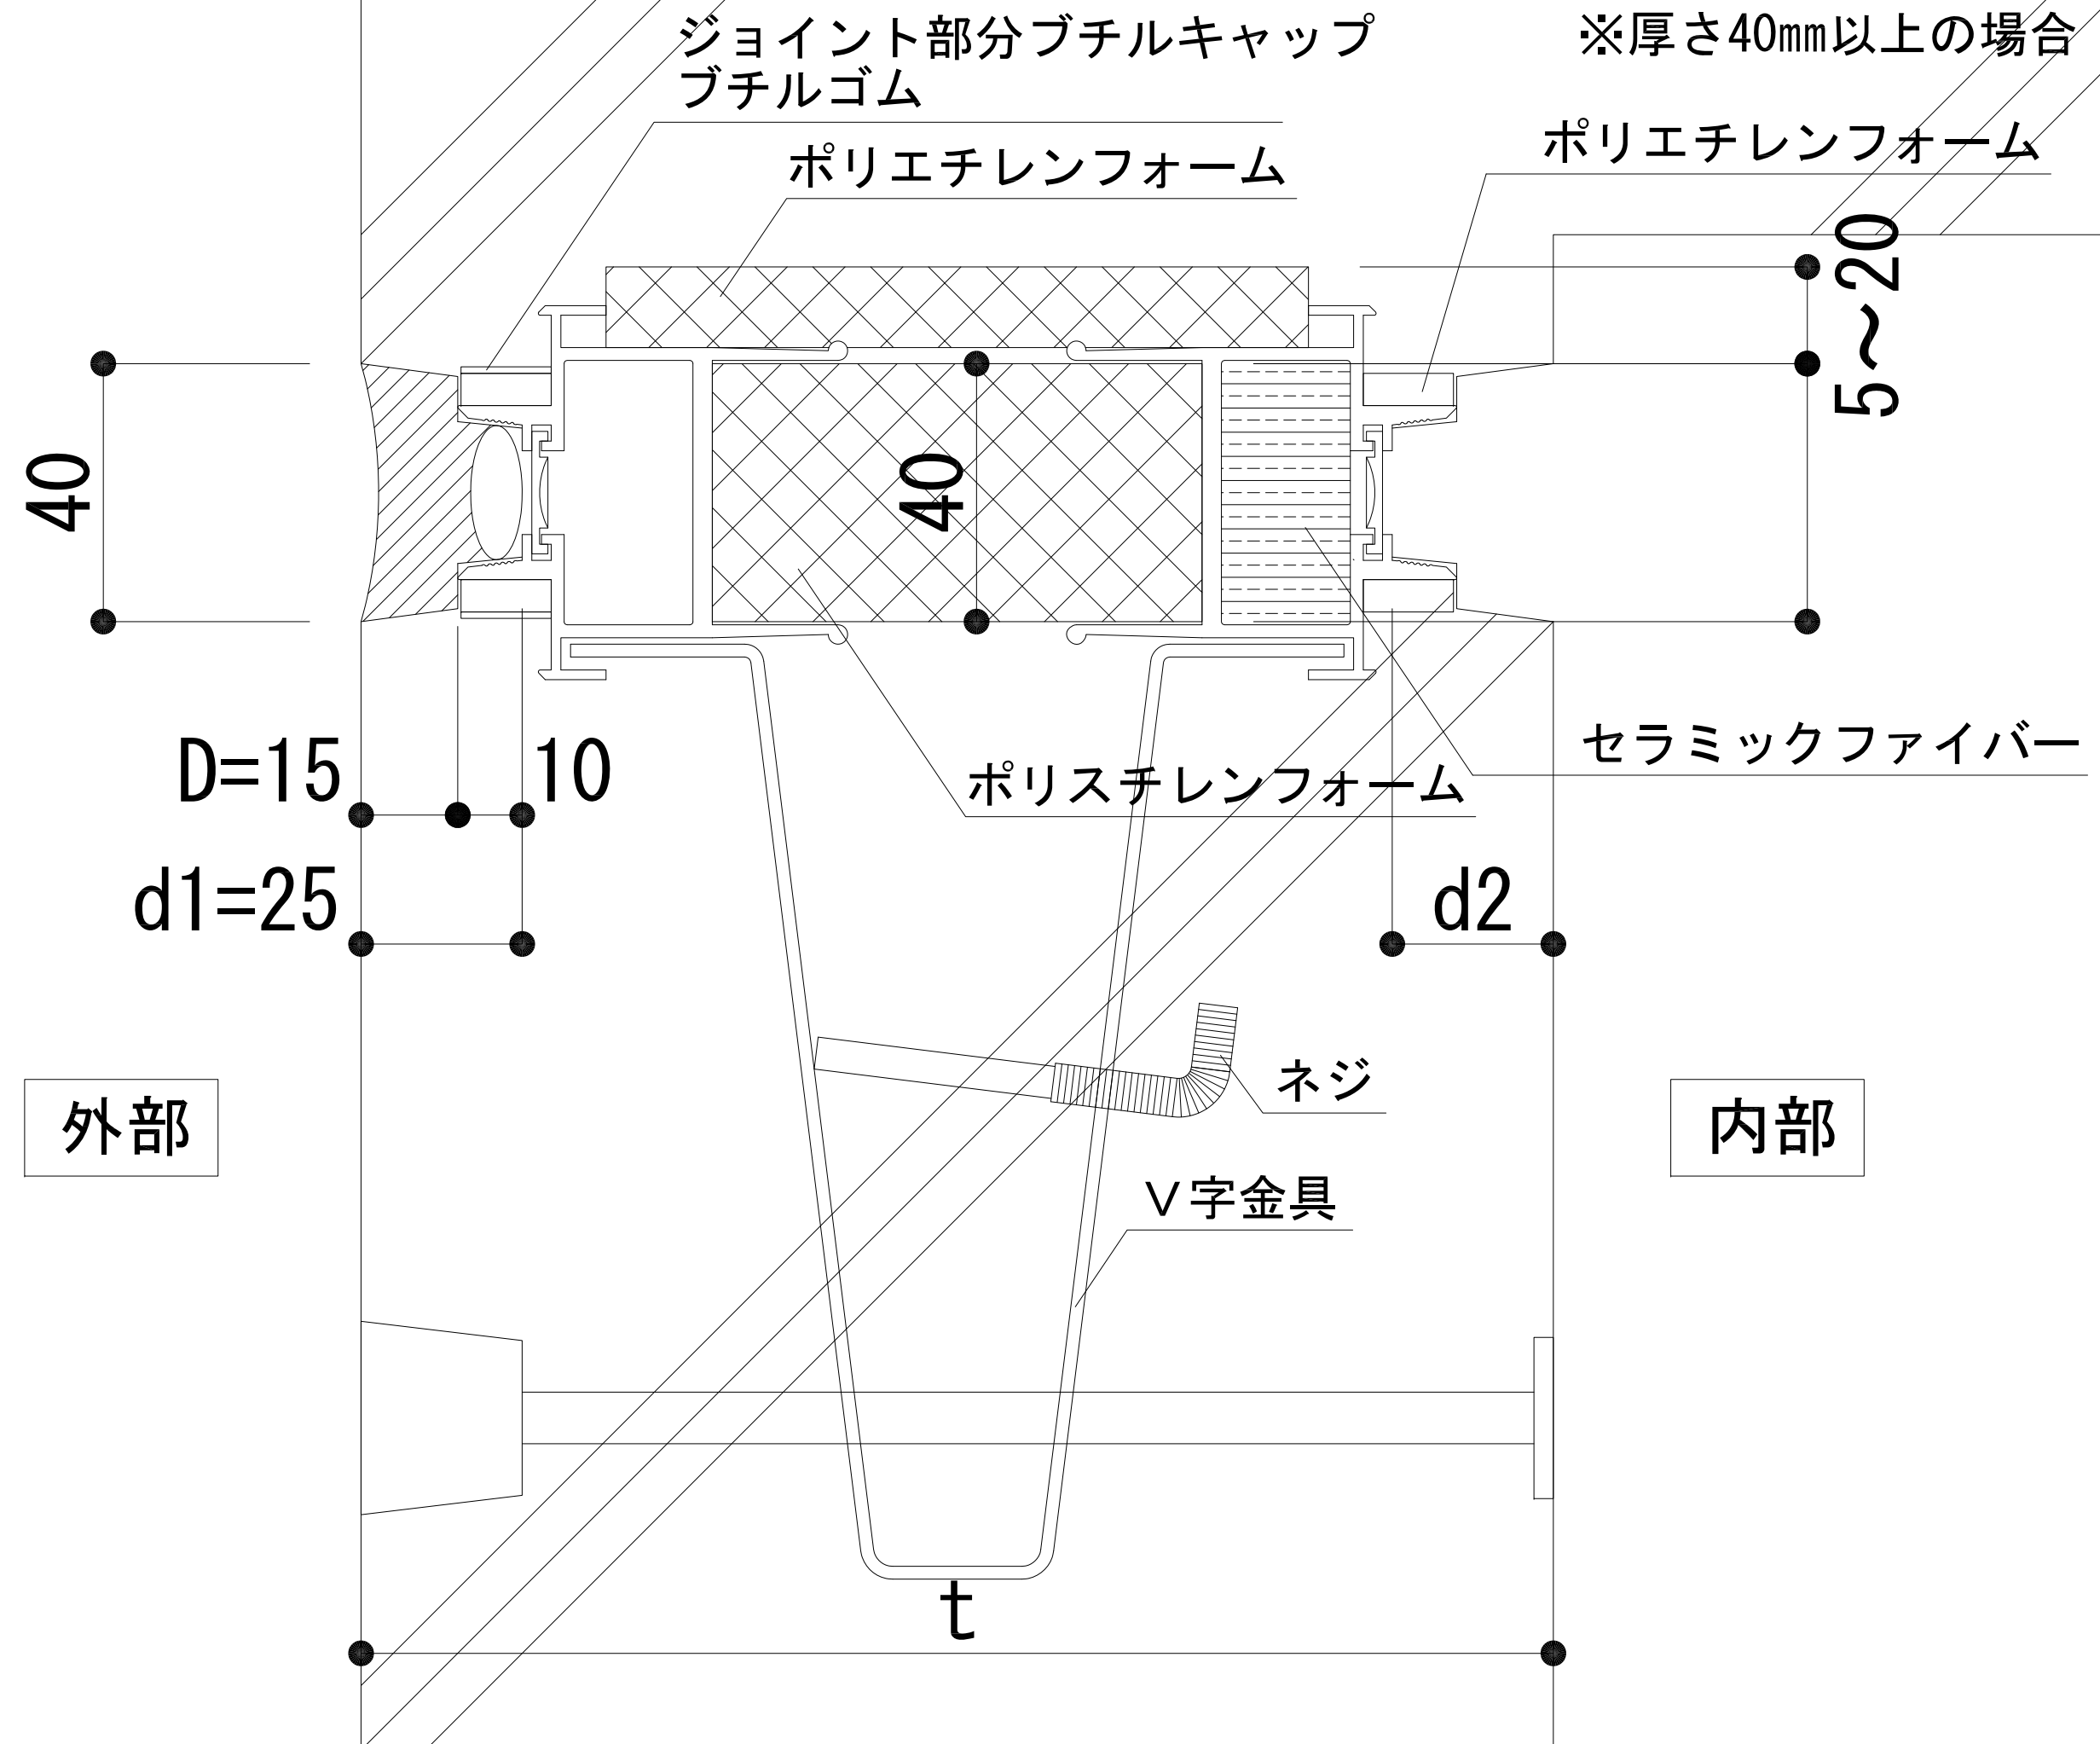 ジョイント部分ブチルキャップ
ブチルゴム
※厚さ40mm以上の場合
ポリエチレンフォーム
ポリエチレンフォーム
5～20
40
40
セラミックファイバー
ポリスチレンフォーム
D=15
10
d1=25
d2
ネジ
外部
内部
V字金具
t